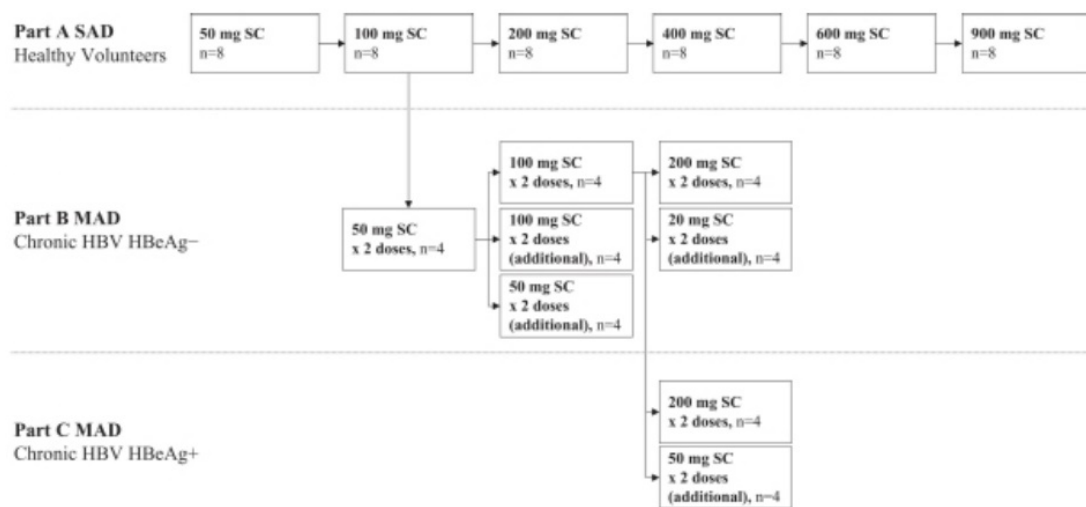 Part A SAD
Healthy Volunteers
50 mg SC
n=8
100 mg SC
n=8
200 mg SC
n=8
400 mg SC
n=8
600 mg SC
n=8
900 mg SC
n=8
Part B MAD
Chronic HBV HBeAg−
50 mg SC
x 2 doses, n=4
100 mg SC
x 2 doses, n=4
100 mg SC
x 2 doses
(additional), n=4
50 mg SC
x 2 doses
(additional), n=4
200 mg SC
x 2 doses, n=4
20 mg SC
x 2 doses
(additional), n=4
Part C MAD
Chronic HBV HBeAg+
200 mg SC
x 2 doses, n=4
50 mg SC
x 2 doses
(additional), n=4